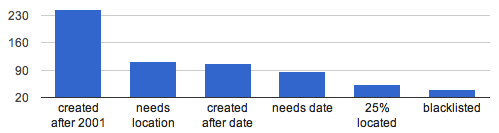 230
160
90
20
created needs created needs date 25% blacklisted
after 2001 location after date located